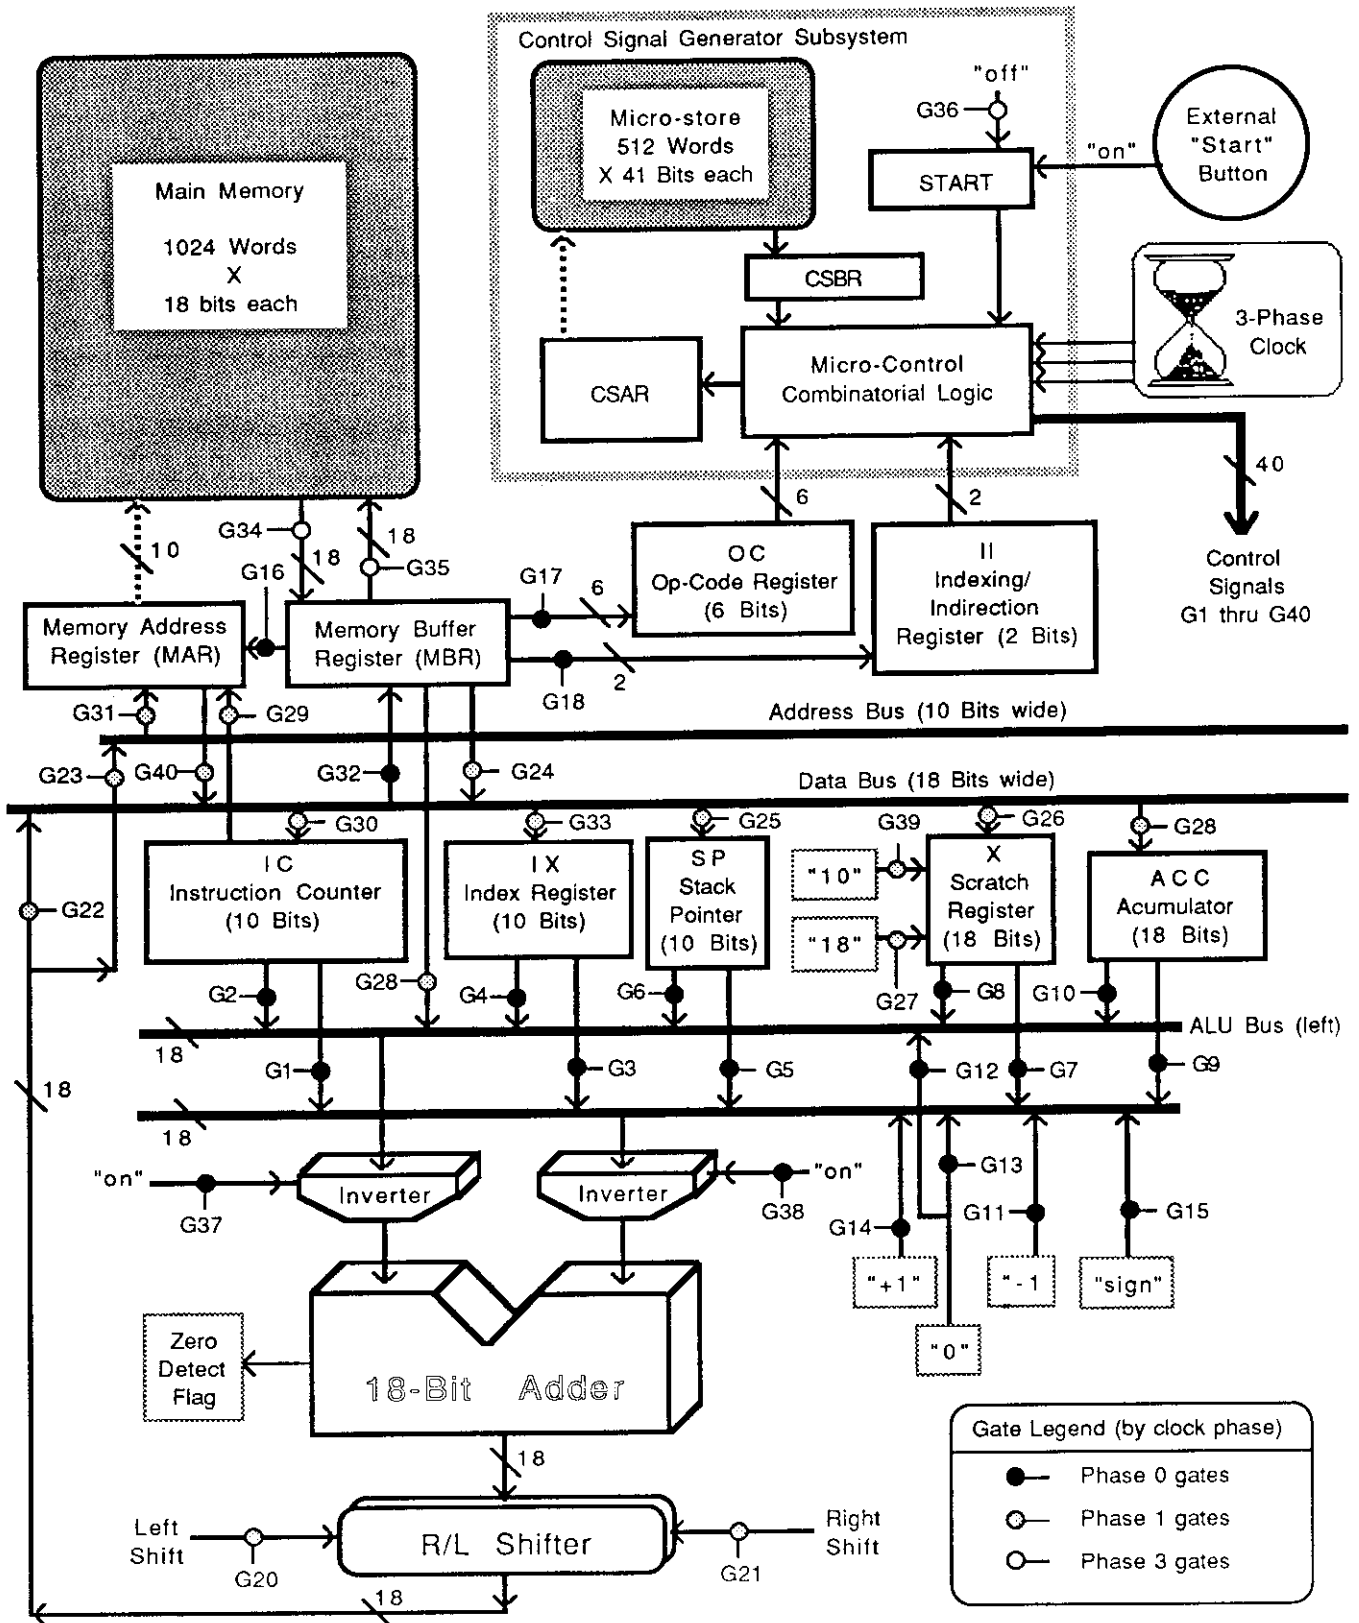 Control Signal Generator Subsystem
Main Memory
1024 Words
X
18 bits each
Micro-store
512 Words
X 41 Bits each
"off"
G36
START
"on"
External
"Start"
Button
CSBR
CSAR
Micro-Control
Combinatorial Logic
3-Phase
Clock
40
Control
Signals
G1 thru G40
6
2
10
G34
18
18
G35
G16
G17
6
G18
2
OC
Op-Code Register
(6 Bits)
II
Indexing/
Indirection
Register (2 Bits)
Memory Address
Register (MAR)
Memory Buffer
Register (MBR)
G31
G29
Address Bus (10 Bits wide)
G23
G40
G32
G24
Data Bus (18 Bits wide)
G30
G33
G25
G39
G26
G28
IC
Instruction Counter
(10 Bits)
IX
Index Register
(10 Bits)
SP
Stack
Pointer
(10 Bits)
"10"
"18"
G27
X
Scratch
Register
(18 Bits)
ACC
Acumulator
(18 Bits)
G22
G2
G28
G4
G6
G8
G10
18
ALU Bus (left)
G1
G3
G5
G12
G7
G9
18
18
"on"
G37
Inverter
Inverter
"on"
G38
G13
G14
G11
G15
"+1"
"-1
"sign"
"0"
Zero
Detect
Flag
18-Bit Adder
18
Left
Shift
G20
R/L Shifter
Right
Shift
G21
18
Gate Legend (by clock phase)
Phase 0 gates
Phase 1 gates
Phase 3 gates